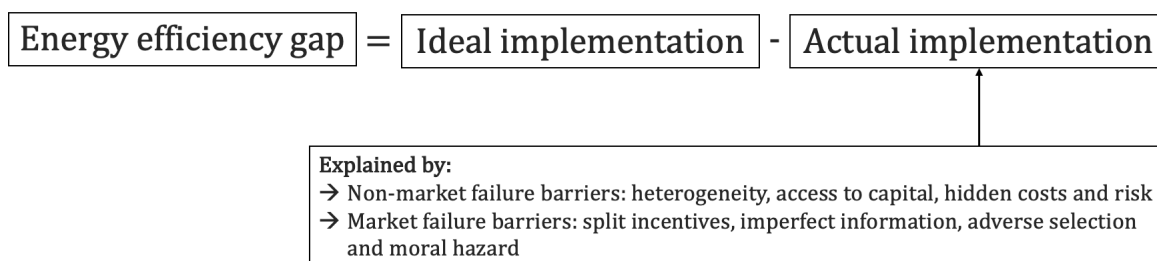 Energy efficiency gap = Ideal implementation - Actual implementation
Explained by:
→ Non-market failure barriers: heterogeneity, access to capital, hidden costs and risk
→ Market failure barriers: split incentives, imperfect information, adverse selection
and moral hazard